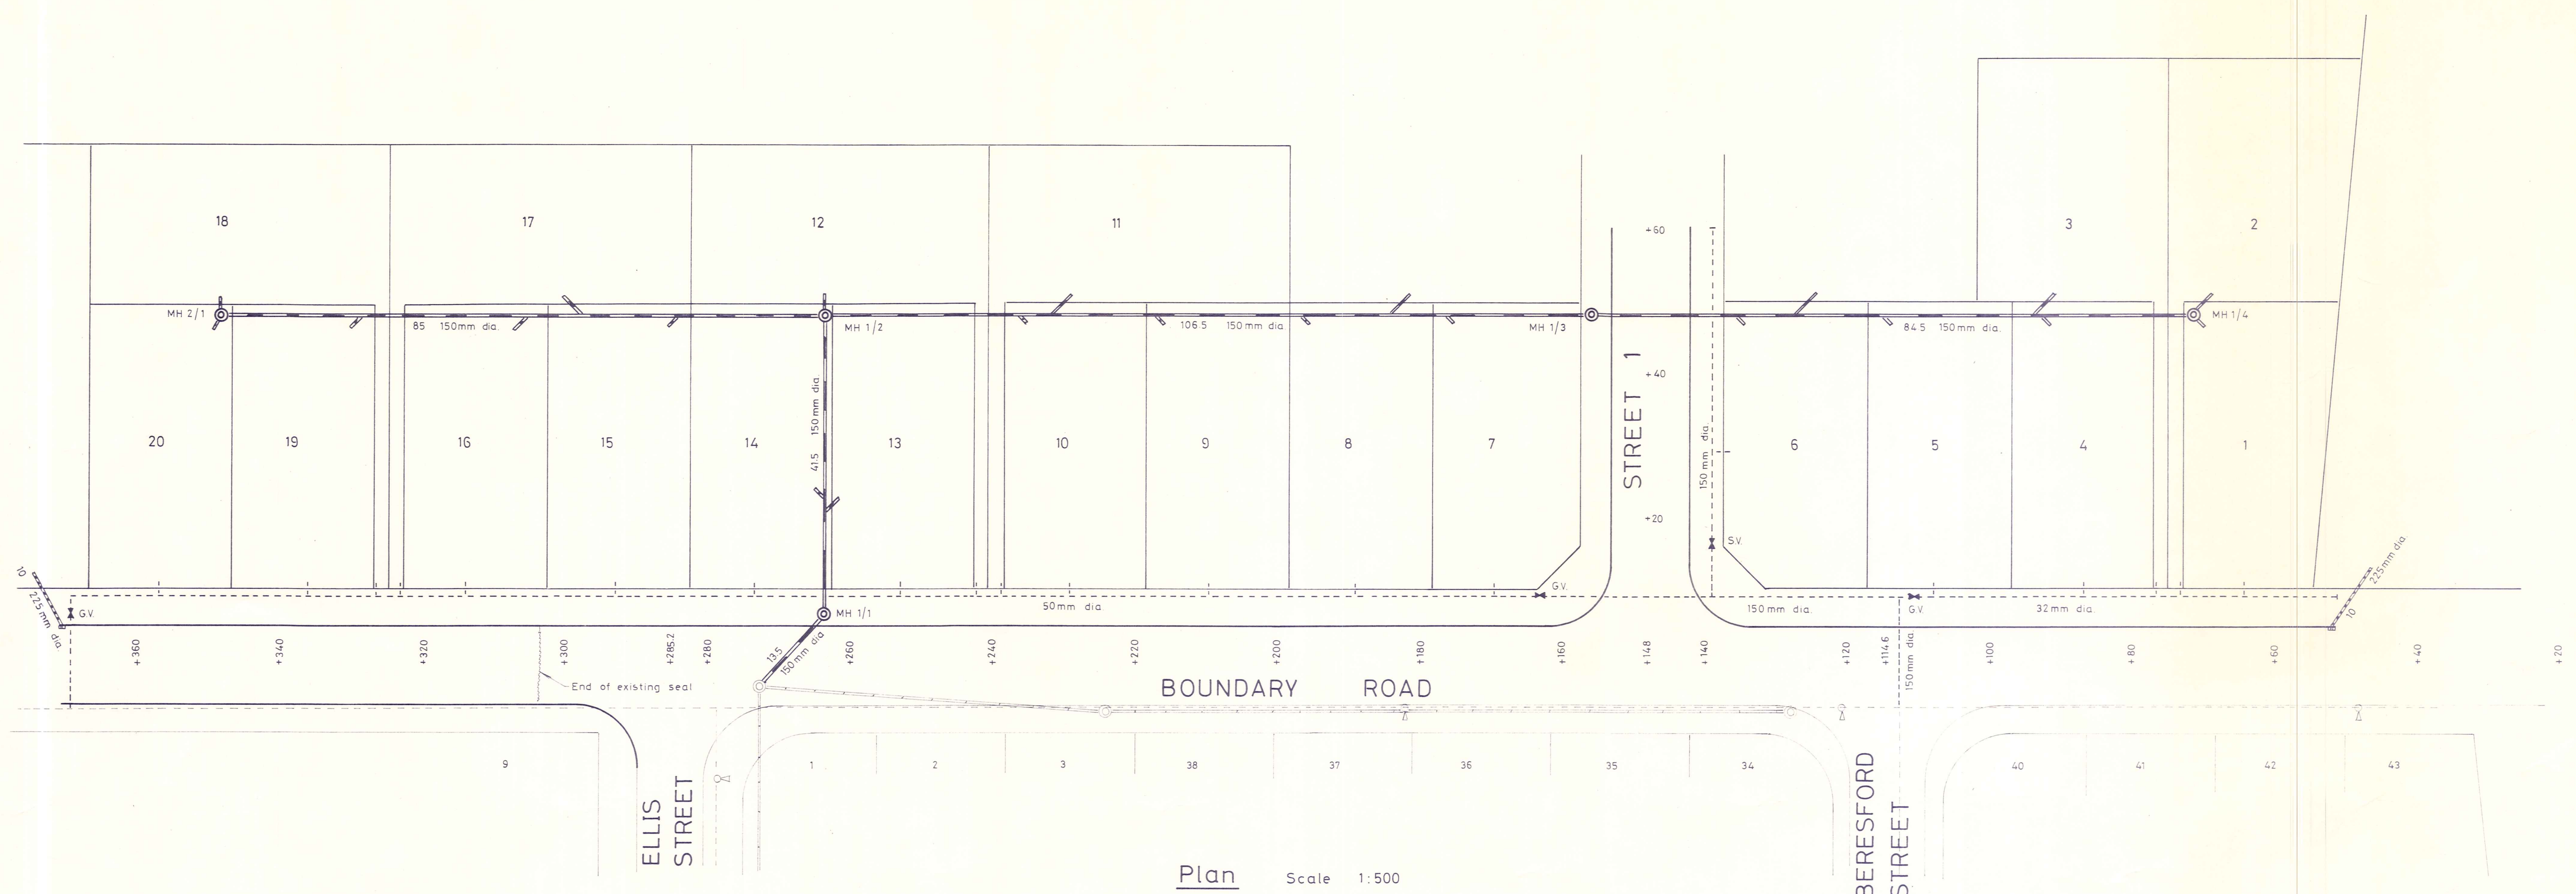 +60
18
17
12
11
3
2
MH 2/1
85 150mm dia.
MH 1/2
106.5 150mm dia.
MH 1/3
84.5 150mm dia.
MH 1/4
+40
STREET 1
41.5 150mm dia.
150 mm dia.
20
19
16
15
14
13
10
9
8
7
6
5
4
1
+20
S.V.
10
225mm dia.
G.V.
50mm dia
G.V.
150mm dia.
G.V.
32mm dia.
10
225mm dia
MH 1/1
13.5
150mm dia
+360
+340
+320
+300
+285.2
+280
+260
+240
+220
+200
+180
+160
+148
+140
+120
+114.6
150mm dia.
+100
+80
+60
+40
+20
End of existing seal
BOUNDARY ROAD
9
1
2
3
38
37
36
35
34
40
41
42
43
ELLIS
STREET
BERESFORD
STREET
Plan Scale 1:500